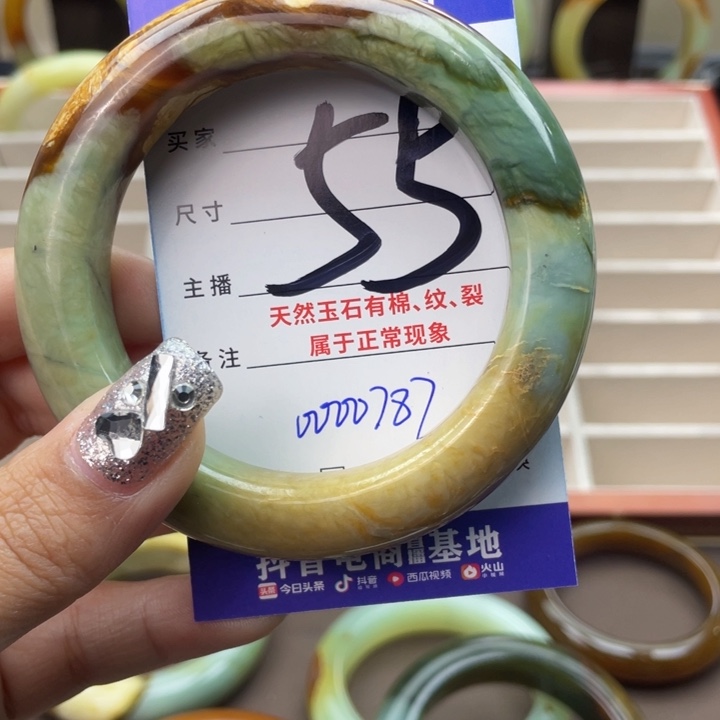 买家
55
尺寸
主播
天然玉石有棉、纹、裂
属于正常现象
备注
0000787
抖音电商直播基地
头条 今日头条 抖音 西瓜视频 火山